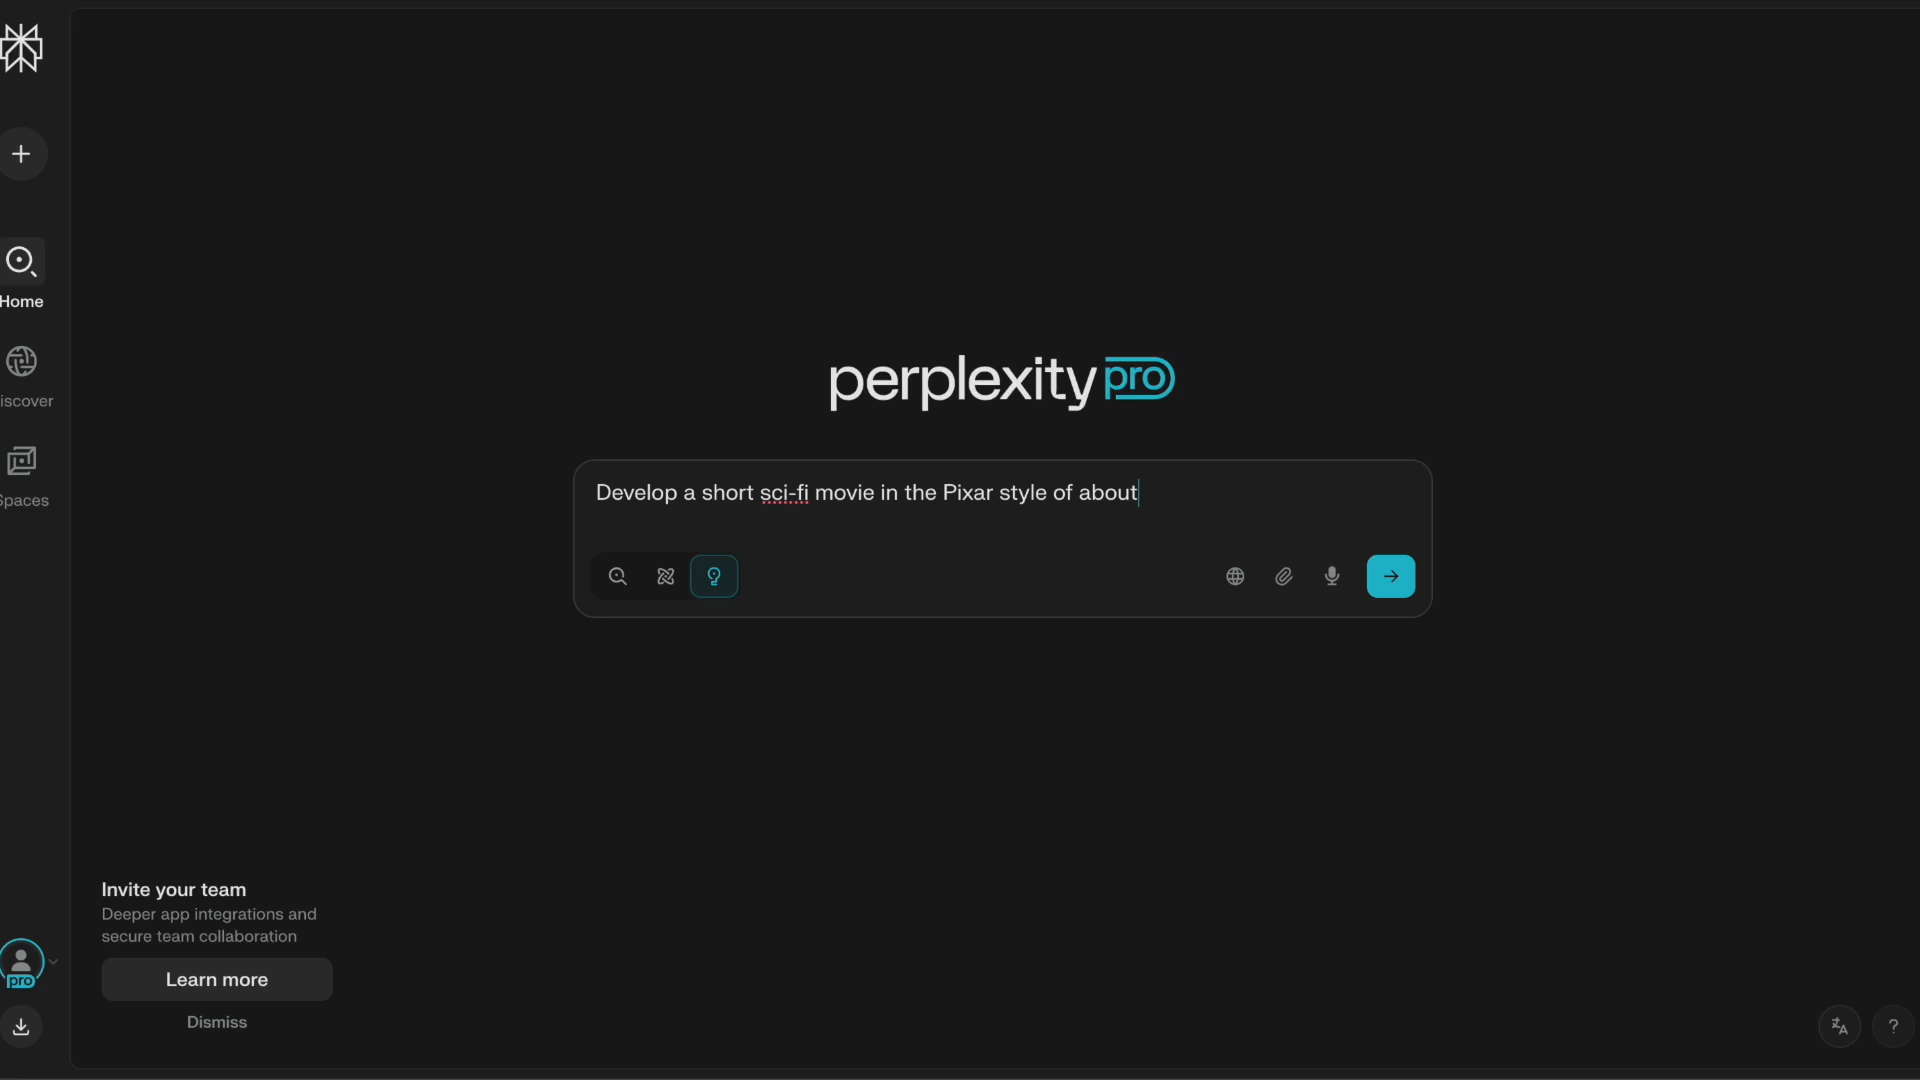 Home
iscover
Spaces
perplexity pro
Develop a short sci-fi movie in the Pixar style of about
Invite your team
Deeper app integrations and
secure team collaboration
Learn more
Dismiss
pro
?